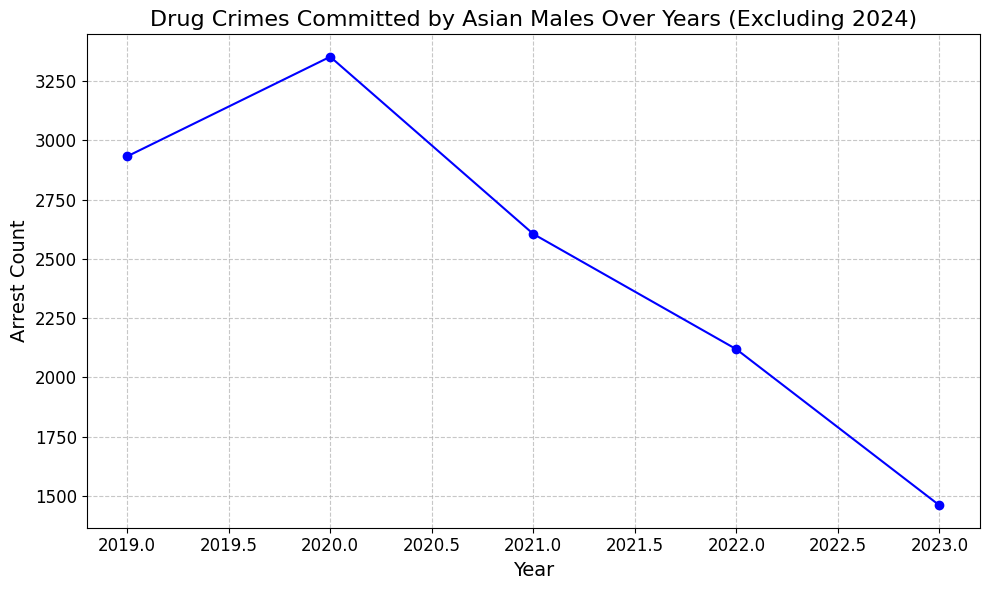 Drug Crimes Committed by Asian Males Over Years (Excluding 2024)
Arrest Count
3250
3000
2750
2500
2250
2000
1750
1500
2019.0 2019.5 2020.0 2020.5 2021.0 2021.5 2022.0 2022.5 2023.0
Year